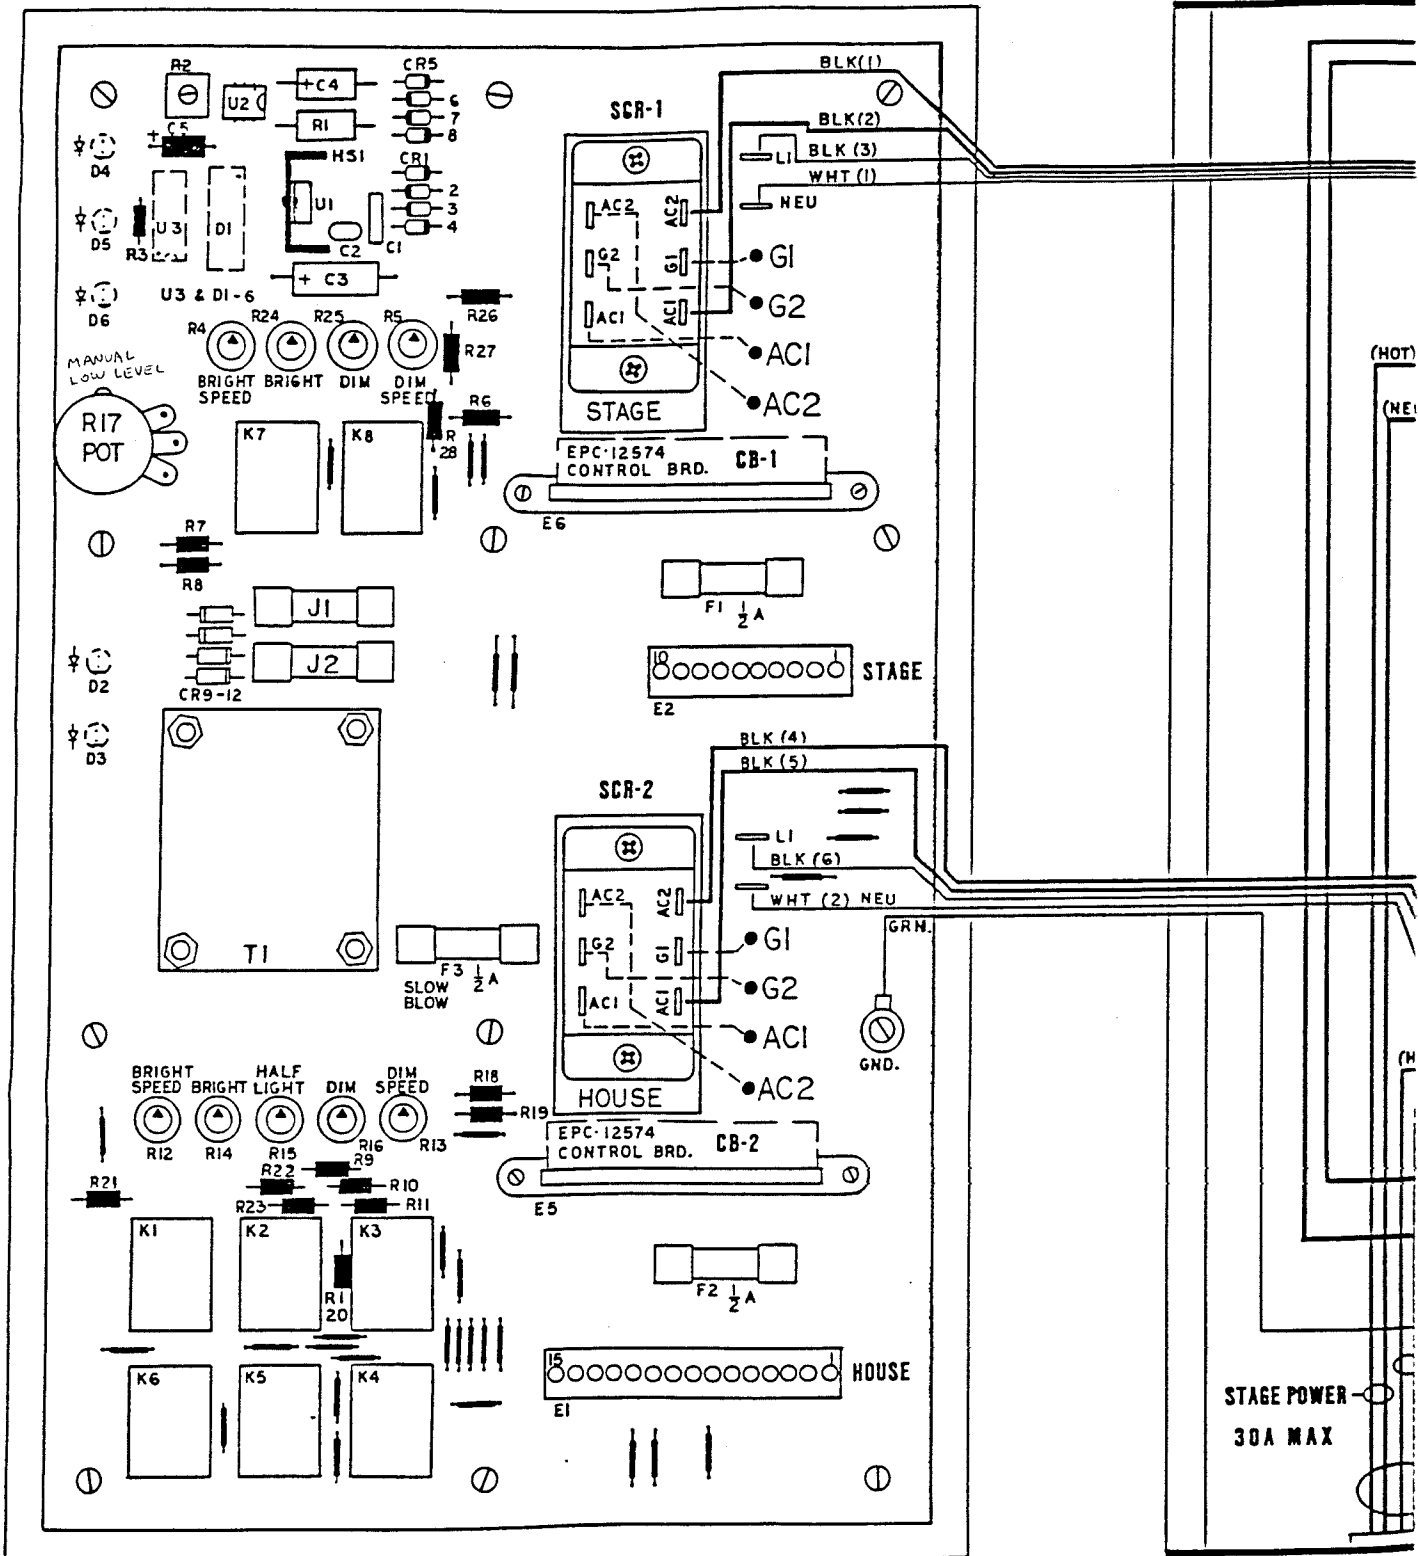 R2
U2
+C4
CR5
6
7
8
R1
C5
+
D4
HS1
CR1
2
3
4
U1
U3
D1
R3
D5
C2
C1
+ C3
U3 & D1-6
D6
R26
R4
R24
R25
R5
R27
BRIGHT SPEED
BRIGHT
DIM
DIM SPEED
MANUAL
LOW LEVEL
R17
POT
R6
R
28
K7
K8
R7
R8
J1
J2
CR9-12
D2
D3
T1
SCR-1
BLK(1)
BLK(2)
BLK (3)
L1
WHT (1)
NEU
AC2
AC2
G2
G1
AC1
AC1
G1
G2
AC1
AC2
STAGE
EPC-12574
CONTROL BRD.
CB-1
E6
F1 ½A
10
1
STAGE
E2
BLK (4)
BLK (5)
SCR-2
L1
BLK (6)
WHT (2) NEU
GRN.
AC2
AC2
G2
G1
AC1
AC1
G1
G2
AC1
AC2
GND.
HOUSE
F3 ½A
SLOW
BLOW
EPC-12574
CONTROL BRD.
CB-2
E5
BRIGHT SPEED
BRIGHT
HALF LIGHT
DIM
DIM SPEED
R18
R19
R12
R14
R15
R16
R13
R9
R22
R10
R21
R23
R11
K1
K2
K3
R1
20
K6
K5
K4
F2 ½A
15
1
HOUSE
E1
(HOT)
STAGE POWER
30A MAX